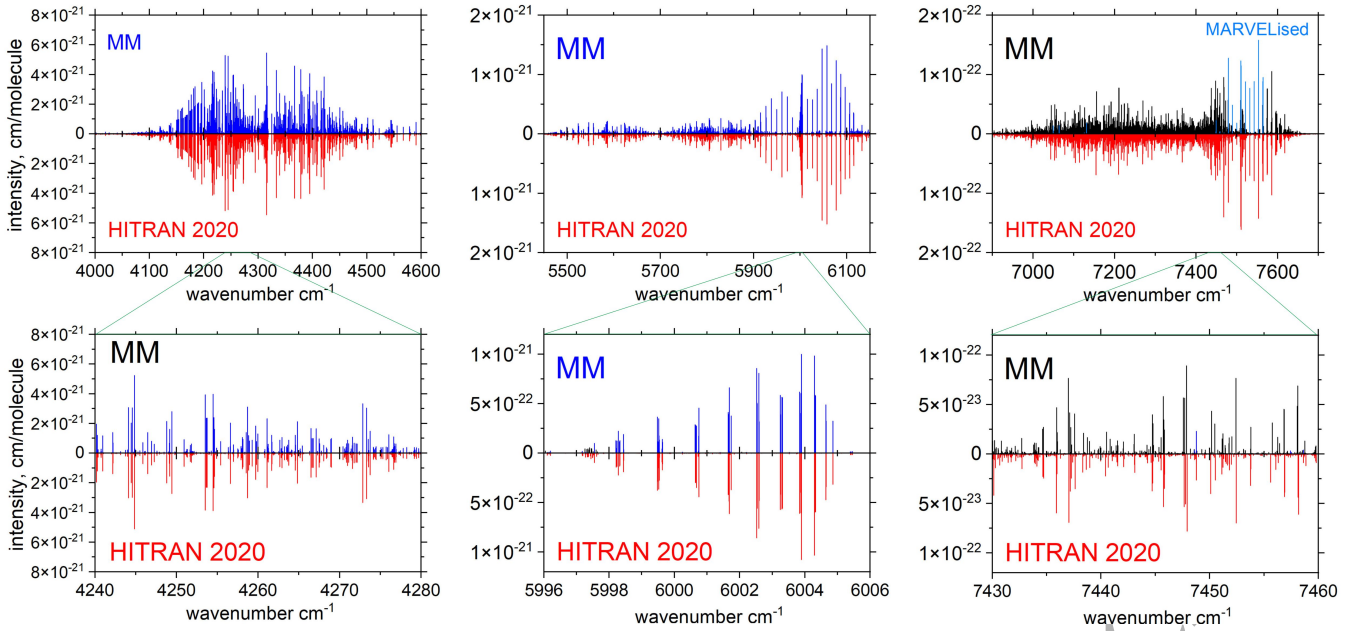 8×10⁻²¹
6×10⁻²¹
4×10⁻²¹
2×10⁻²¹
0
2×10⁻²¹
4×10⁻²¹
6×10⁻²¹
8×10⁻²¹
intensity, cm/molecule
MM
HITRAN 2020
4000 4100 4200 4300 4400 4500 4600
wavenumber cm⁻¹
2×10⁻²¹
1×10⁻²¹
0
1×10⁻²¹
2×10⁻²¹
MM
HITRAN 2020
5500 5700 5900 6100
wavenumber cm⁻¹
2×10⁻²²
1×10⁻²²
0
1×10⁻²²
2×10⁻²²
MM
MARVELised
HITRAN 2020
7000 7200 7400 7600
wavenumber cm⁻¹
8×10⁻²¹
6×10⁻²¹
4×10⁻²¹
2×10⁻²¹
0
2×10⁻²¹
4×10⁻²¹
6×10⁻²¹
8×10⁻²¹
intensity, cm/molecule
MM
HITRAN 2020
4240 4250 4260 4270 4280
wavenumber cm⁻¹
1×10⁻²¹
5×10⁻²²
0
5×10⁻²²
1×10⁻²¹
MM
HITRAN 2020
5996 5998 6000 6002 6004 6006
wavenumber cm⁻¹
1×10⁻²²
5×10⁻²³
0
5×10⁻²³
1×10⁻²²
MM
HITRAN 2020
7430 7440 7450 7460
wavenumber cm⁻¹